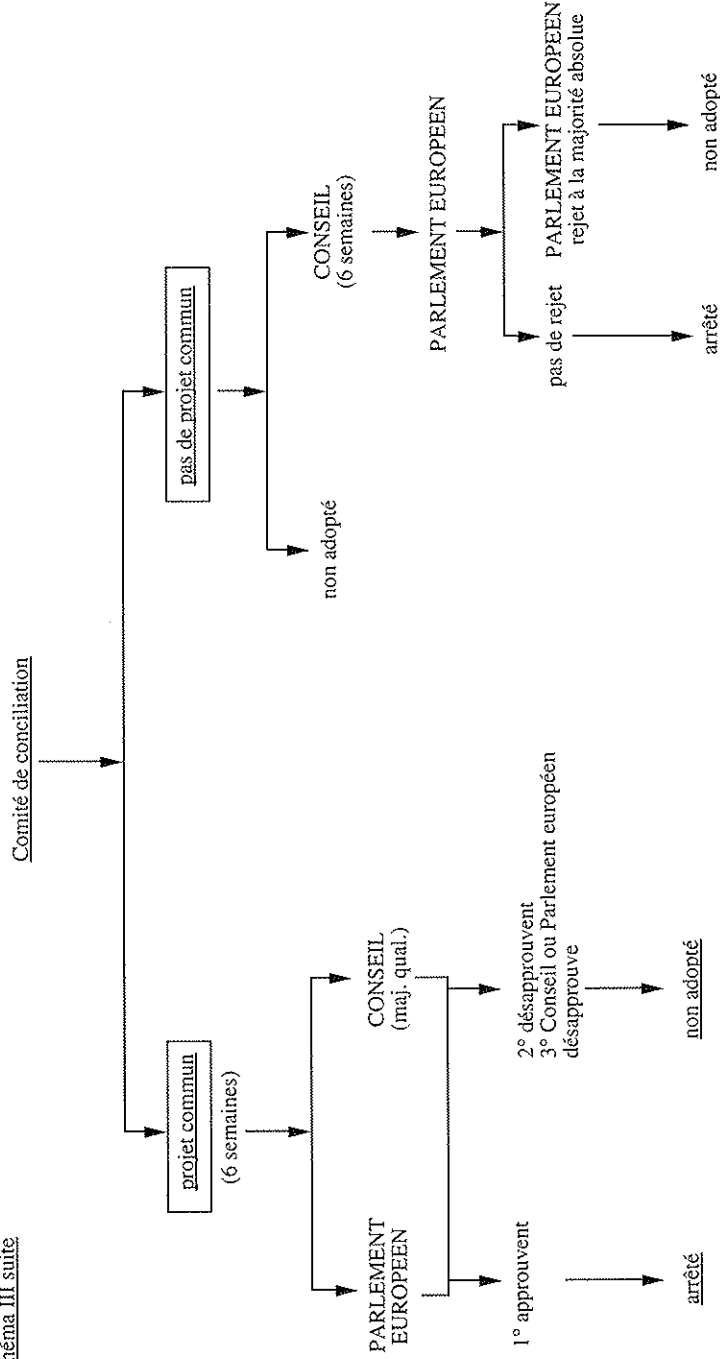 héma III suite
Comité de conciliation
projet commun
(6 semaines)
PARLEMENT
EUROPEEN
CONSEIL
(maj. qual.)
1° approuvent
2° désapprouvent
3° Conseil ou Parlement européen
désapprouve
arrêté
non adopté
pas de projet commun
non adopté
CONSEIL
(6 semaines)
PARLEMENT EUROPEEN
pas de rejet
PARLEMENT EUROPEEN
rejet à la majorité absolue
arrêté
non adopté